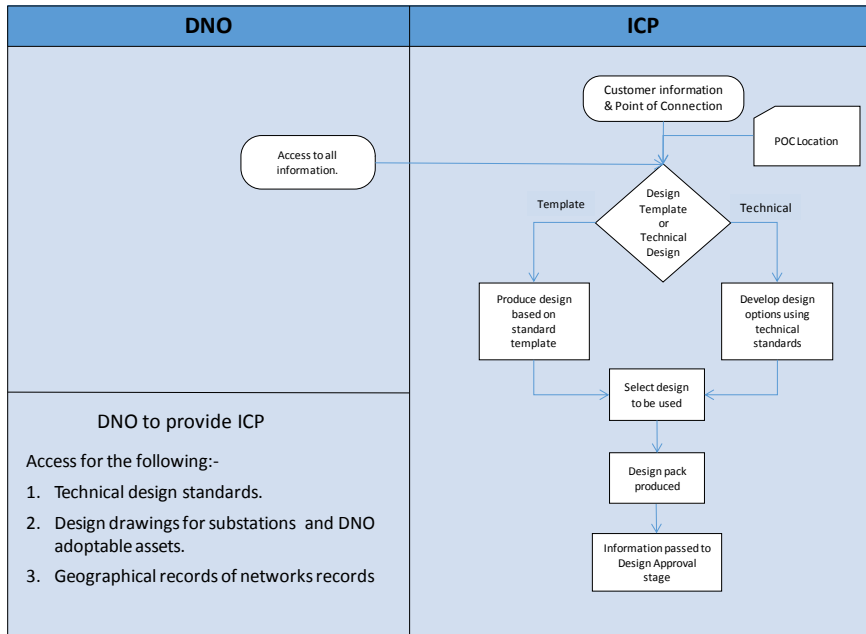 DNO
ICP
Customer information
& Point of Connection
POC Location
Access to all
information.
Design
Template
or
Technical
Design
Template
Technical
Produce design
based on
standard
template
Develop design
options using
technical
standards
Select design
to be used
Design pack
produced
Information passed to
Design Approval
stage
DNO to provide ICP
Access for the following:-
1. Technical design standards.
2. Design drawings for substations and DNO
adoptable assets.
3. Geographical records of networks records